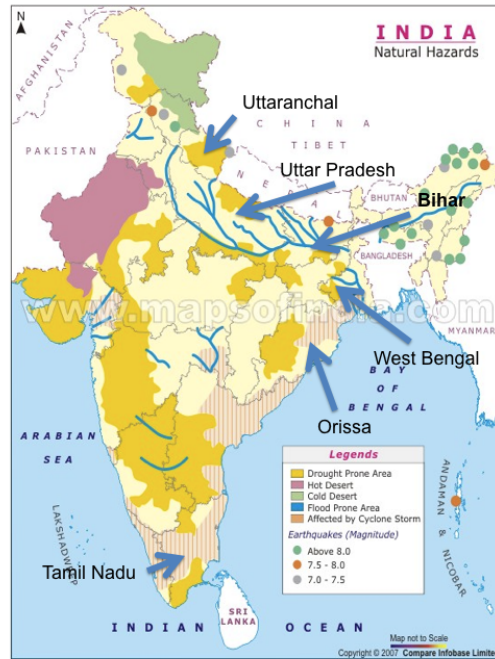 INDIA
Natural Hazards
N
AFGHANISTAN
Uttaranchal
CHINA
TIBET
PAKISTAN
Uttar Pradesh
NEPAL
Bihar
BHUTAN
BANGLADESH
www.mapsofindia.com
MYANMAR
West Bengal
BAY
OF
BENGAL
Orissa
ARABIAN
SEA
Legends
Drought Prone Area
Hot Desert
Cold Desert
Flood Prone Area
Affected by Cyclone Storm
Earthquakes (Magnitude)
Above 8.0
7.5 - 8.0
7.0 - 7.5
ANDAMAN & NICOBAR
LAKSHADWEEP
Tamil Nadu
SRI
LANKA
INDIAN OCEAN
Map not to Scale
Copyright © 2007 Compare Infobase Limite